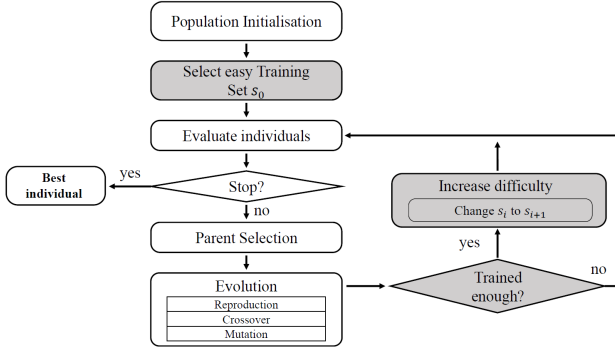 Population Initialisation
Select easy Training
Set s₀
Evaluate individuals
Best
individual
yes
Stop?
no
Parent Selection
Evolution
Reproduction
Crossover
Mutation
Increase difficulty
Change sᵢ to sᵢ₊₁
yes
Trained
enough?
no